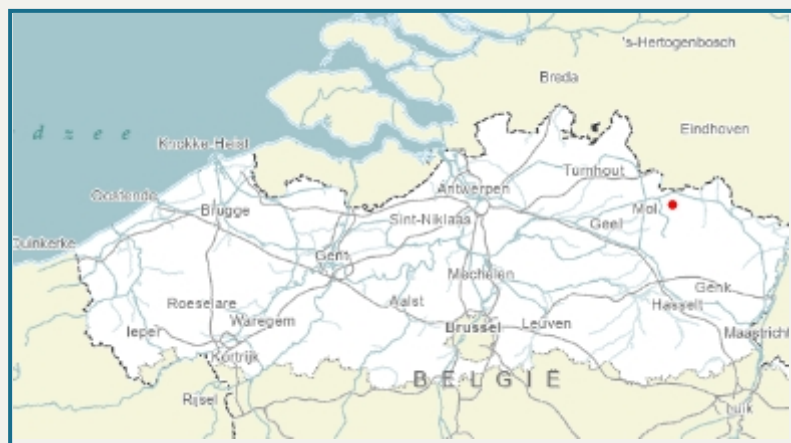 's-Hertogenbosch
Breda
Eindhoven
d z e e
Knokke-Heist
Turnhout
Oostende
Antwerpen
Mol
Brugge
Sint-Niklaas
Geel
Duinkerke
Gent
Mechelen
Genk
Roeselare
Aalst
Hasselt
Ieper
Waregem
Brussel
Leuven
Maastricht
Kortrijk
BELGIË
Rijsel
Luik